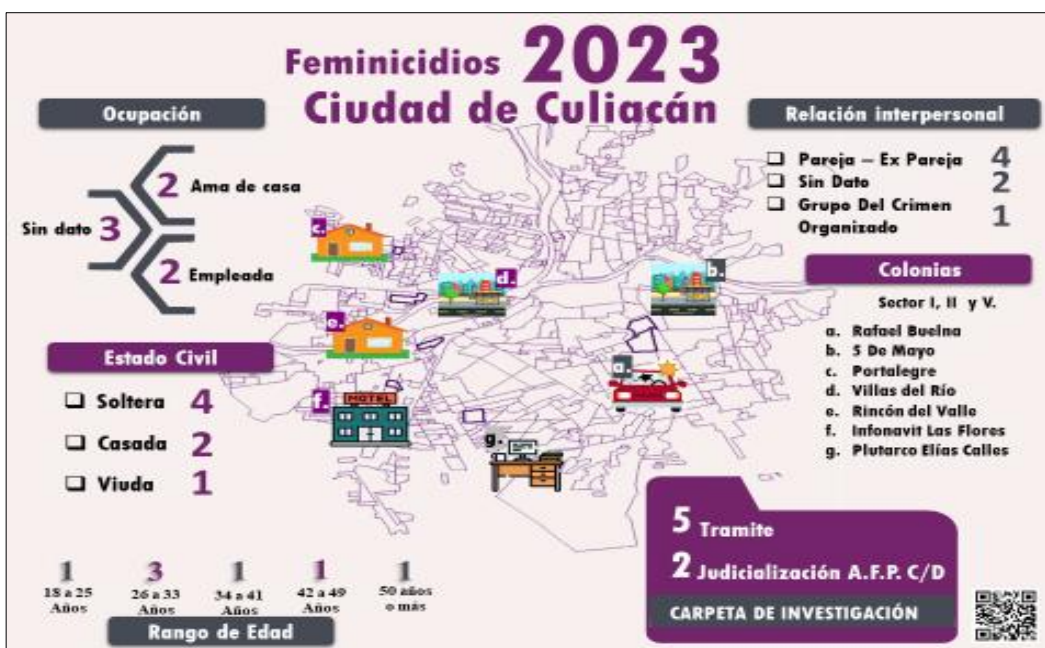 Feminicidios 2023
Ciudad de Culiacán
Ocupación
2 Ama de casa
Sin dato 3
2 Empleada
Estado Civil
❑ Soltera 4
❑ Casada 2
❑ Viuda 1
1 3 1 1 1
18 a 25 Años
26 a 33 Años
34 a 41 Años
42 a 49 Años
50 años o más
Rango de Edad
c.
d.
b.
e.
a.
f.
MOTEL
g.
Relación interpersonal
❑ Pareja – Ex Pareja 4
❑ Sin Dato 2
❑ Grupo Del Crimen
Organizado 1
Colonias
Sector I, II y V.
a. Rafael Buelna
b. 5 De Mayo
c. Portalegre
d. Villas del Río
e. Rincón del Valle
f. Infonavit Las Flores
g. Plutarco Elías Calles
5 Tramite
2 Judicialización A.F.P. C/D
CARPETA DE INVESTIGACIÓN